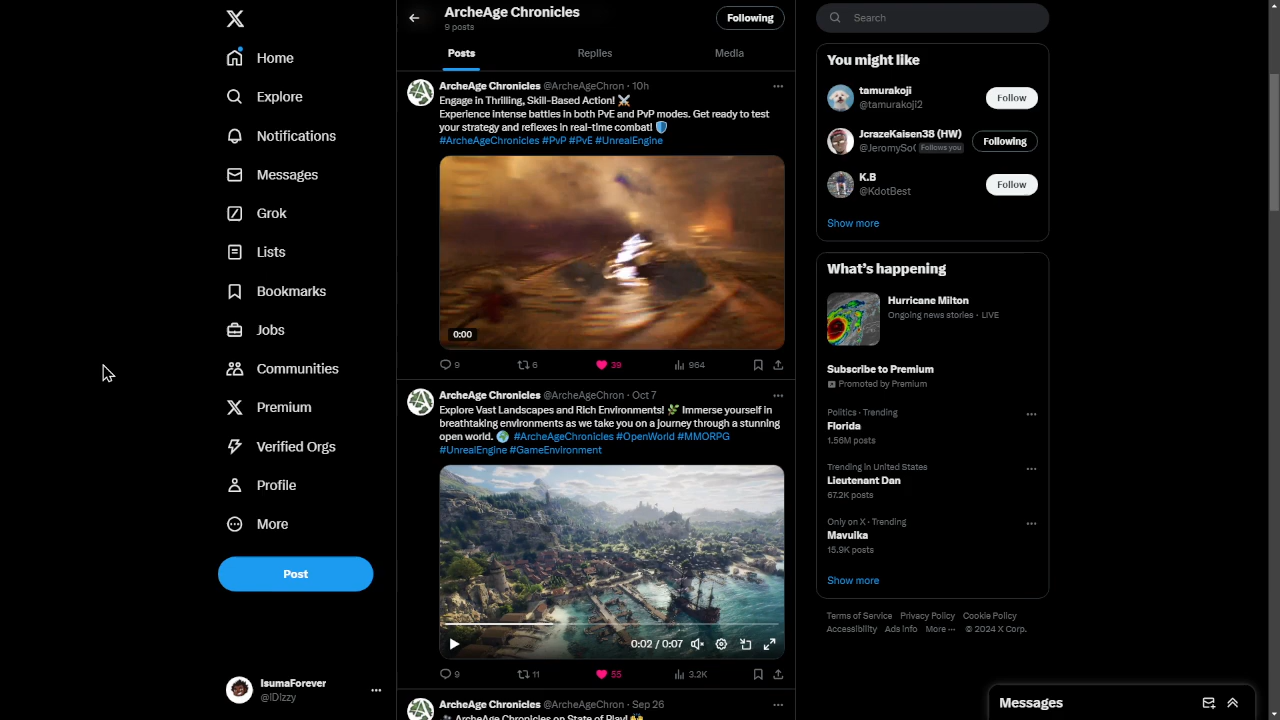 Home
Explore
Notifications
Messages
Grok
Lists
Bookmarks
Jobs
Communities
Premium
Verified Orgs
Profile
More
Post
IsumaForever
@IDIzzy
ArcheAge Chronicles
9 posts
Following
Posts
Replies
Media
ArcheAge Chronicles @ArcheAgeChron · 10h
Engage in Thrilling, Skill-Based Action! ⚔️
Experience intense battles in both PvE and PvP modes. Get ready to test
your strategy and reflexes in real-time combat! 🛡️
#ArcheAgeChronicles #PvP #PvE #UnrealEngine
0:00
9 6 39 964
ArcheAge Chronicles @ArcheAgeChron · Oct 7
Explore Vast Landscapes and Rich Environments! 🌿 Immerse yourself in
breathtaking environments as we take you on a journey through a stunning
open world. 🌍 #ArcheAgeChronicles #OpenWorld #MMORPG
#UnrealEngine #GameEnvironment
0:02 / 0:07
9 11 55 3.2K
ArcheAge Chronicles @ArcheAgeChron · Sep 26
ArcheAge Chronicles on State of Play! 🙌
Search
You might like
tamurakoji
@tamurakoji2
Follow
JcrazeKaisen38 (HW)
@JeromySo Follows you
Following
K.B
@KdotBest
Follow
Show more
What's happening
Hurricane Milton
Ongoing news stories · LIVE
Subscribe to Premium
Promoted by Premium
Politics · Trending
Florida
1.56M posts
Trending in United States
Lieutenant Dan
67.2K posts
Only on X · Trending
Mavuika
15.9K posts
Show more
Terms of Service Privacy Policy Cookie Policy
Accessibility Ads info More ··· © 2024 X Corp.
Messages